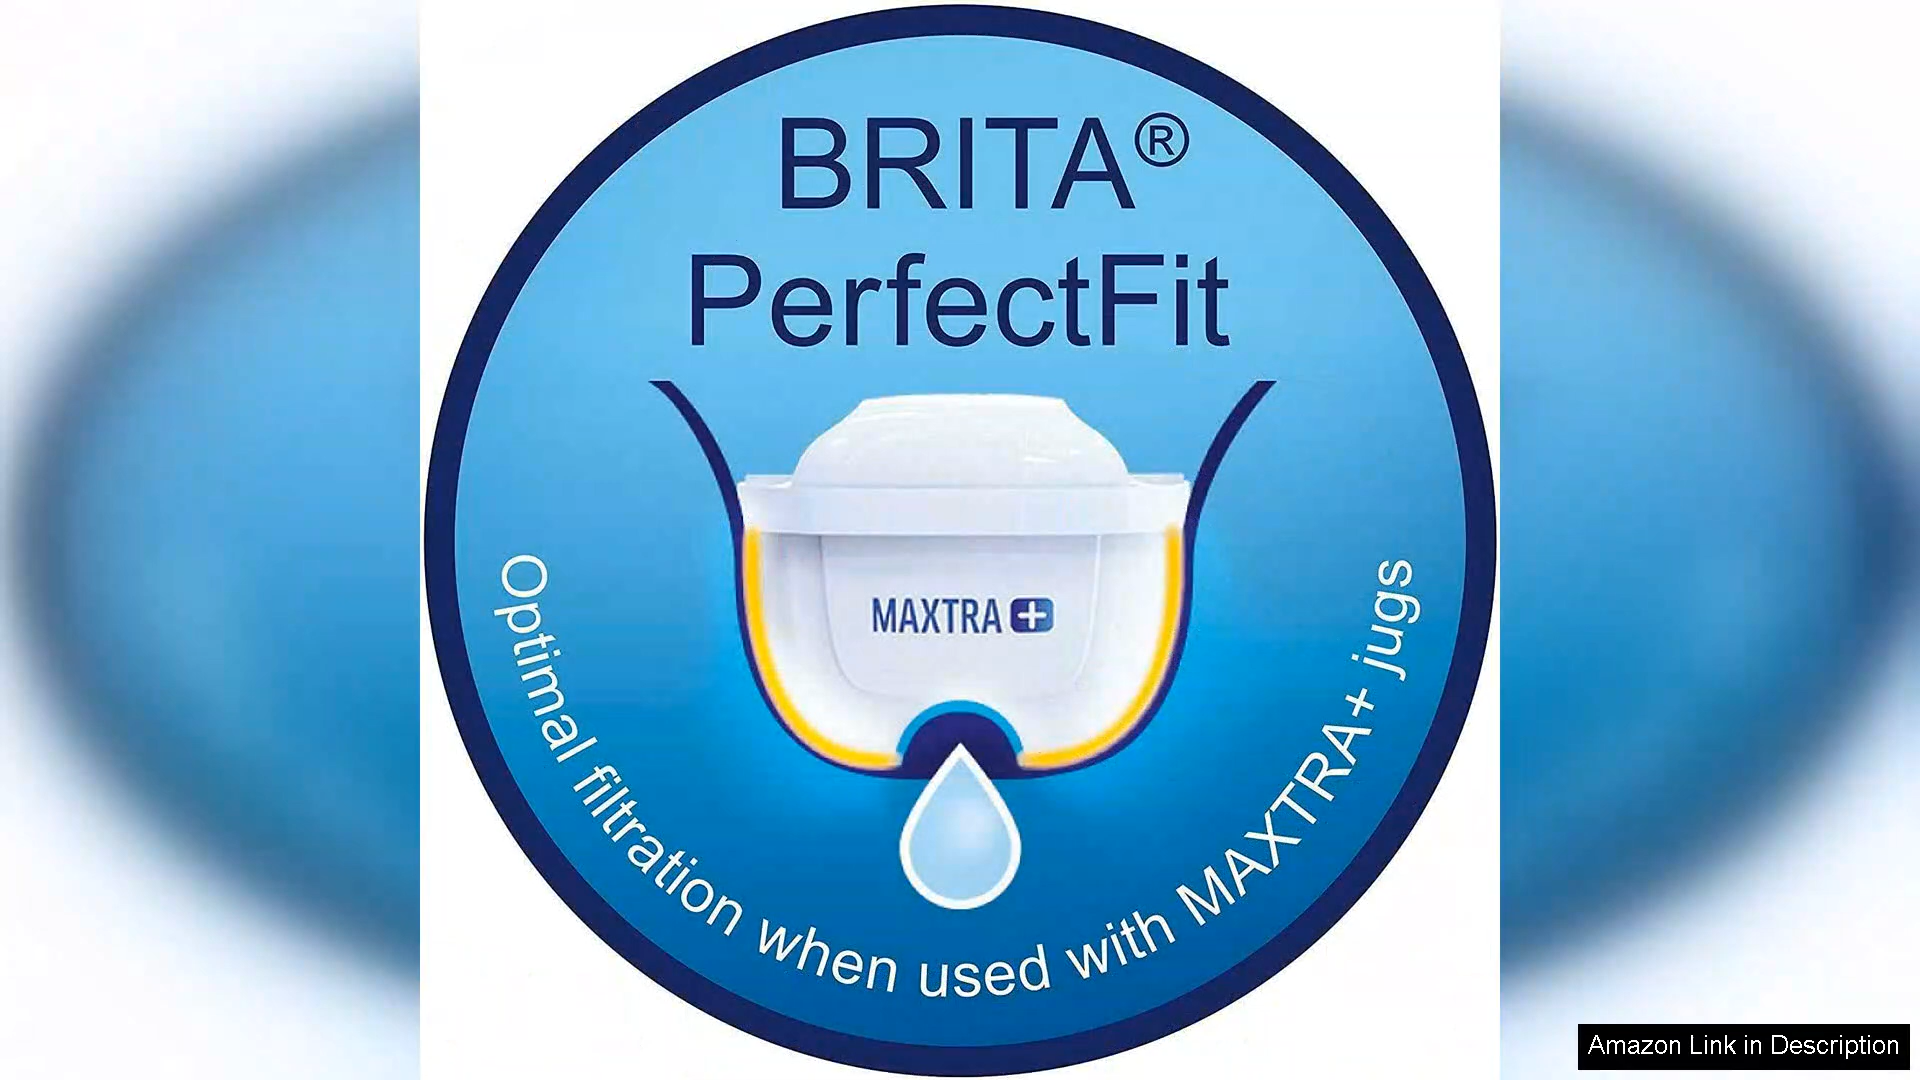 BRITA®
PerfectFit
MAXTRA+
Optimal filtration when used with MAXTRA+ jugs
Amazon Link in Description